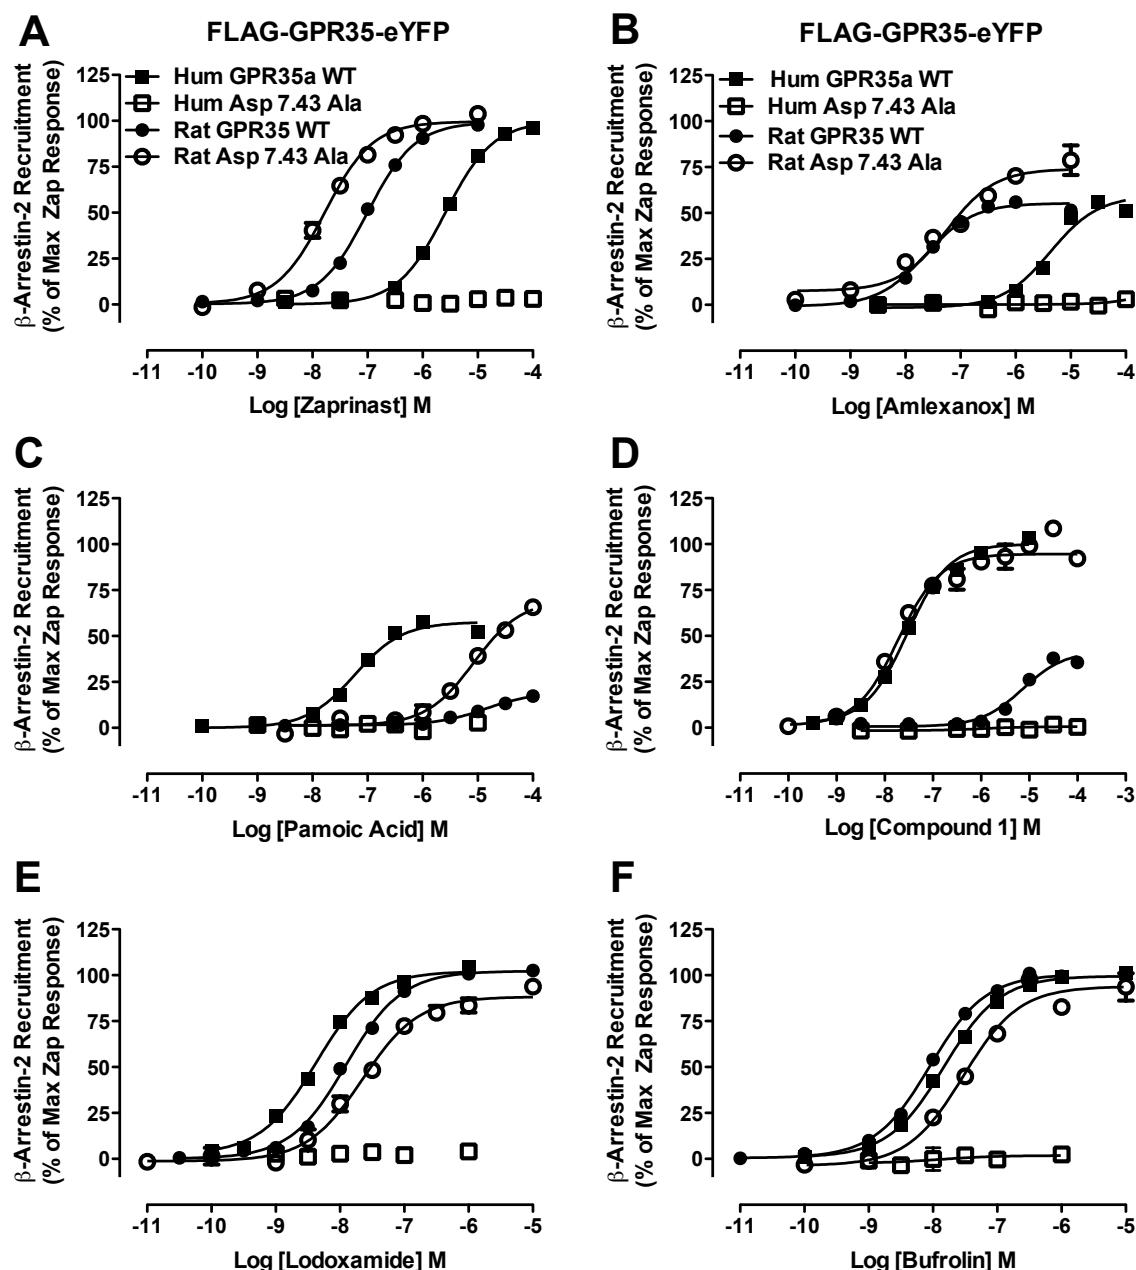 A
FLAG-GPR35-eYFP
β-Arrestin-2 Recruitment
(% of Max Zap Response)
125
100
75
50
25
0
Hum GPR35a WT
Hum Asp 7.43 Ala
Rat GPR35 WT
Rat Asp 7.43 Ala
-11 -10 -9 -8 -7 -6 -5 -4
Log [Zaprinast] M
B
FLAG-GPR35-eYFP
β-Arrestin-2 Recruitment
(% of Max Zap Response)
125
100
75
50
25
0
Hum GPR35a WT
Hum Asp 7.43 Ala
Rat GPR35 WT
Rat Asp 7.43 Ala
-11 -10 -9 -8 -7 -6 -5 -4
Log [Amlexanox] M
C
β-Arrestin-2 Recruitment
(% of Max Zap Response)
125
100
75
50
25
0
-11 -10 -9 -8 -7 -6 -5 -4
Log [Pamoic Acid] M
D
β-Arrestin-2 Recruitment
(% of Max Zap Response)
125
100
75
50
25
0
-11 -10 -9 -8 -7 -6 -5 -4 -3
Log [Compound 1] M
E
β-Arrestin-2 Recruitment
(% of Max Zap Response)
125
100
75
50
25
0
-11 -10 -9 -8 -7 -6 -5
Log [Lodoxamide] M
F
β-Arrestin-2 Recruitment
(% of Max Zap Response)
125
100
75
50
25
0
-11 -10 -9 -8 -7 -6 -5
Log [Bufrolin] M